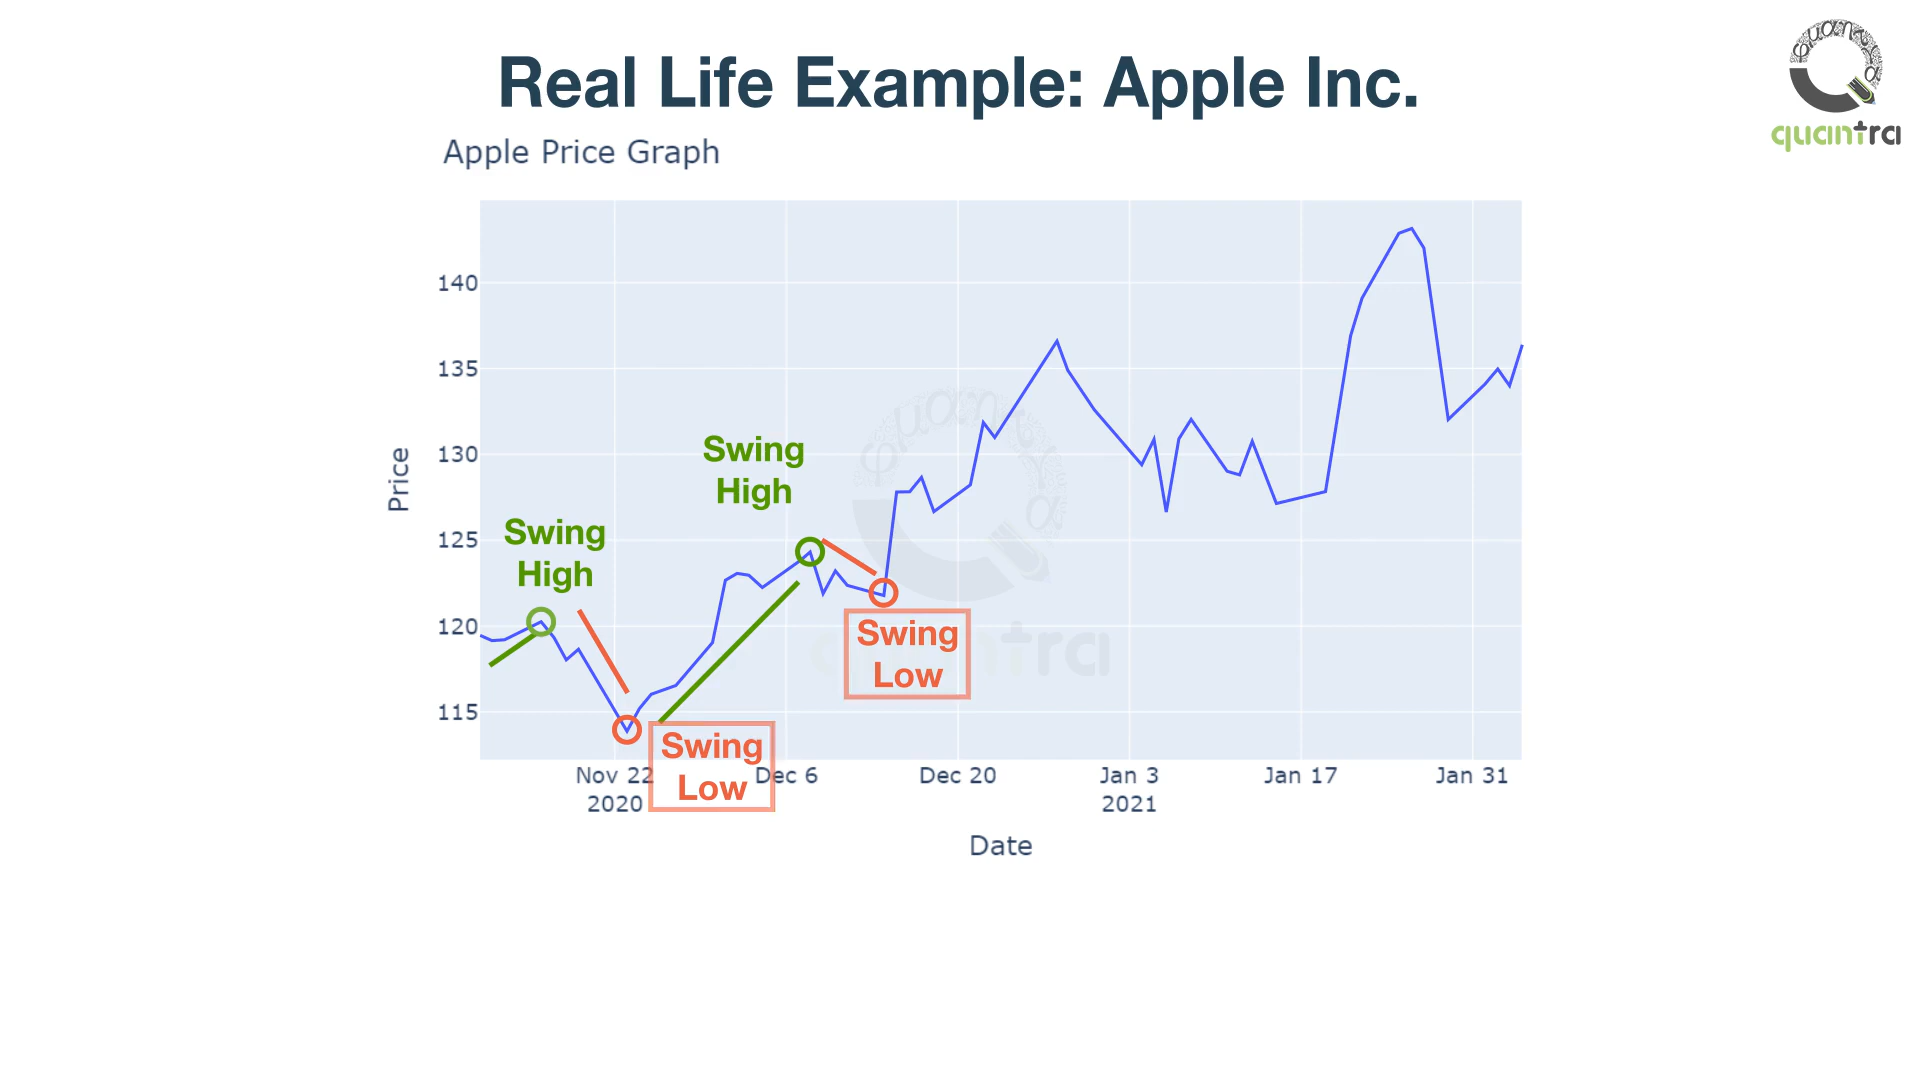 Real Life Example: Apple Inc.
quantra
Apple Price Graph
140
135
130
125
120
115
Price
Swing
High
Swing
High
Swing
Low
Swing
Low
Nov 22
2020
Dec 6
Dec 20
Jan 3
2021
Jan 17
Jan 31
Date